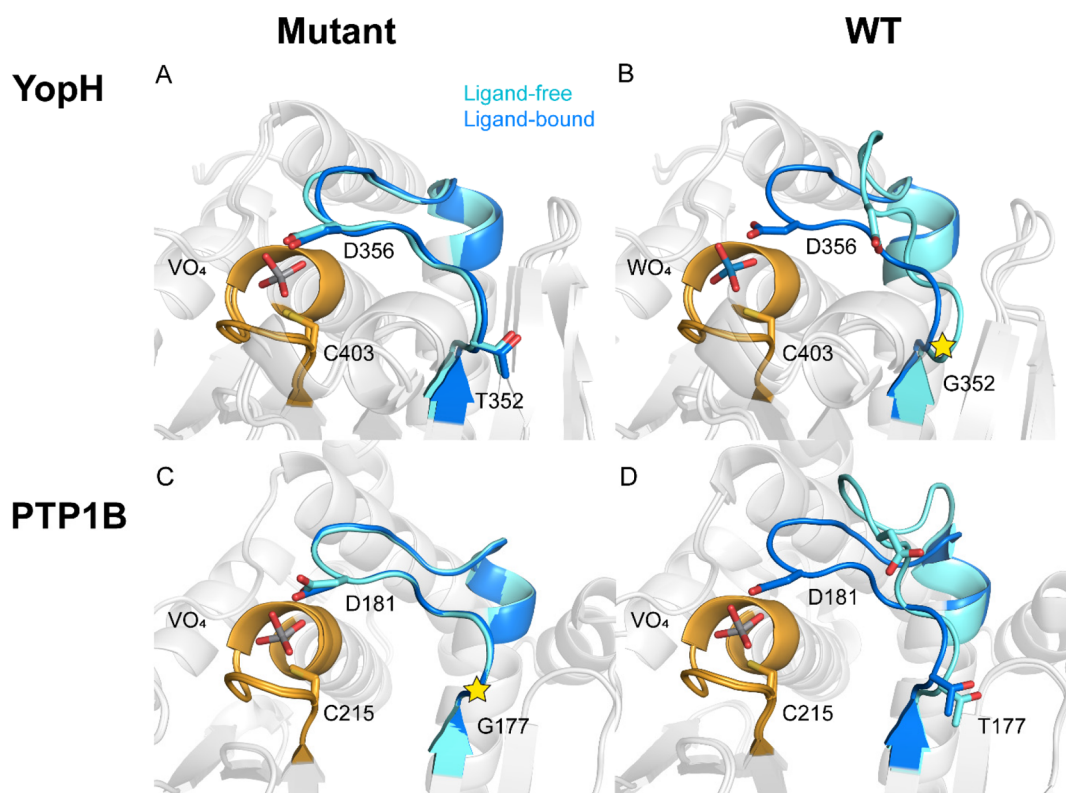 Mutant
WT
YopH
A
Ligand-free
Ligand-bound
B
D356
VO₄
C403
T352
D356
WO₄
C403
G352
PTP1B
C
D
D181
VO₄
C215
G177
D181
VO₄
C215
T177